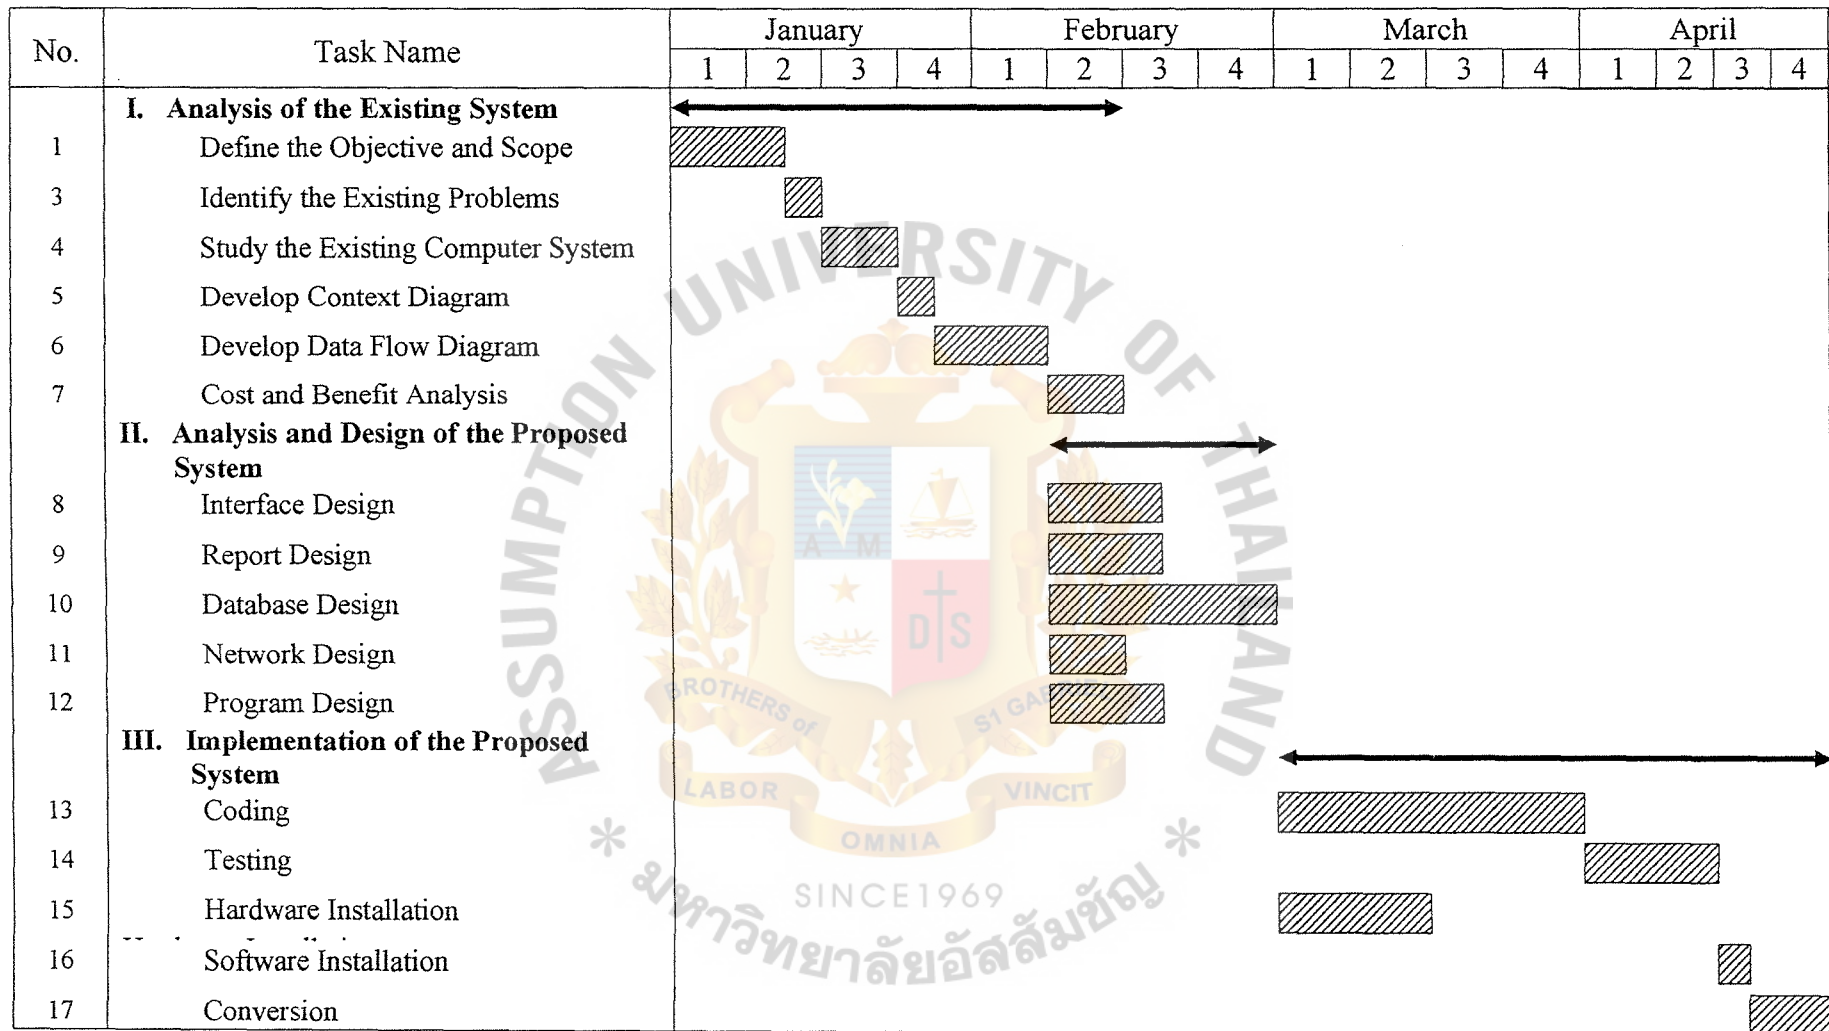 No. Task Name January February March April
1 2 3 4 1 2 3 4 1 2 3 4 1 2 3 4
I. Analysis of the Existing System
1 Define the Objective and Scope
3 Identify the Existing Problems
4 Study the Existing Computer System
5 Develop Context Diagram
6 Develop Data Flow Diagram
7 Cost and Benefit Analysis
II. Analysis and Design of the Proposed
System
8 Interface Design
9 Report Design
10 Database Design
11 Network Design
12 Program Design
III. Implementation of the Proposed
System
13 Coding
14 Testing
15 Hardware Installation
16 Software Installation
17 Conversion
ASSUMPTION UNIVERSITY OF THAILAND
A M
D S
BROTHERS of S1 GABRIEL
LABOR VINCIT
OMNIA
SINCE1969
* มหาวิทยาลัยอัสสัมชัญ *